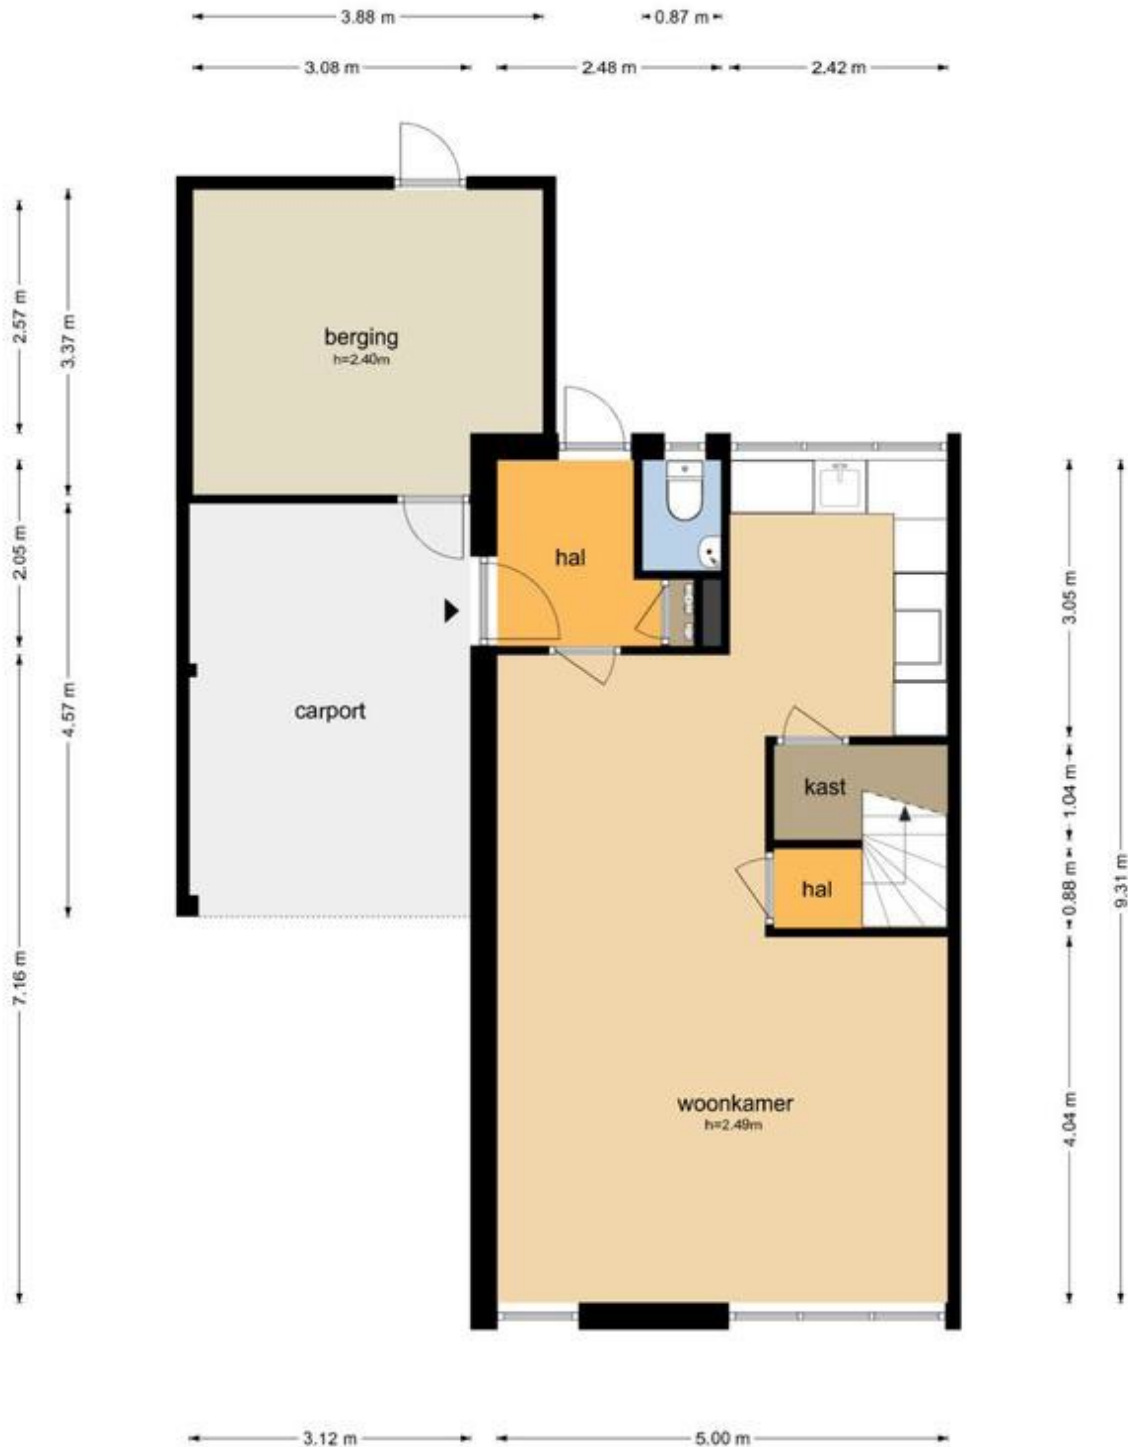 3.88 m
0.87 m
3.08 m
2.48 m
2.42 m
2.57 m
3.37 m
berging
h=2.40m
2.05 m
hal
3.05 m
4.57 m
carport
kast
1.04 m
hal
0.88 m
9.31 m
7.16 m
woonkamer
h=2.49m
4.04 m
3.12 m
5.00 m